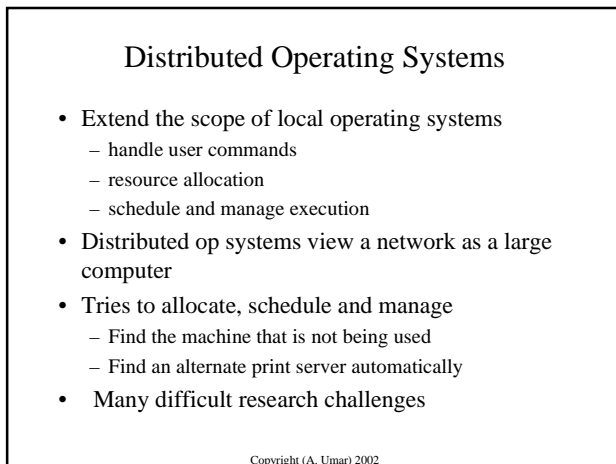 Distributed Operating Systems
• Extend the scope of local operating systems
– handle user commands
– resource allocation
– schedule and manage execution
• Distributed op systems view a network as a large
computer
• Tries to allocate, schedule and manage
– Find the machine that is not being used
– Find an alternate print server automatically
• Many difficult research challenges
Copyright (A. Umar) 2002